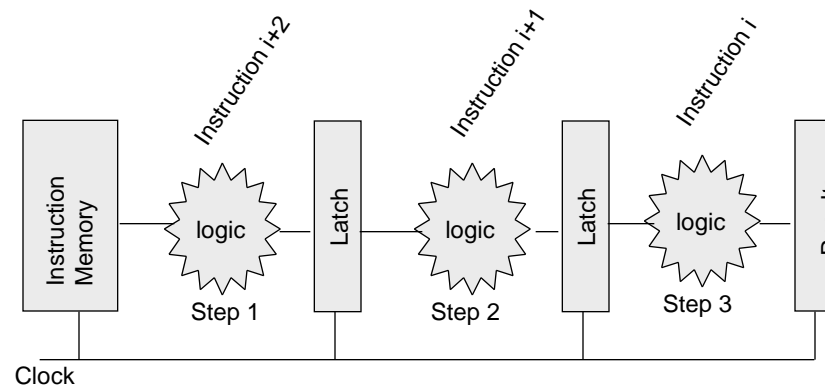 Instruction i+2
Instruction i+1
Instruction i
Instruction
Memory
logic
Latch
logic
Latch
logic
Step 1
Step 2
Step 3
Clock